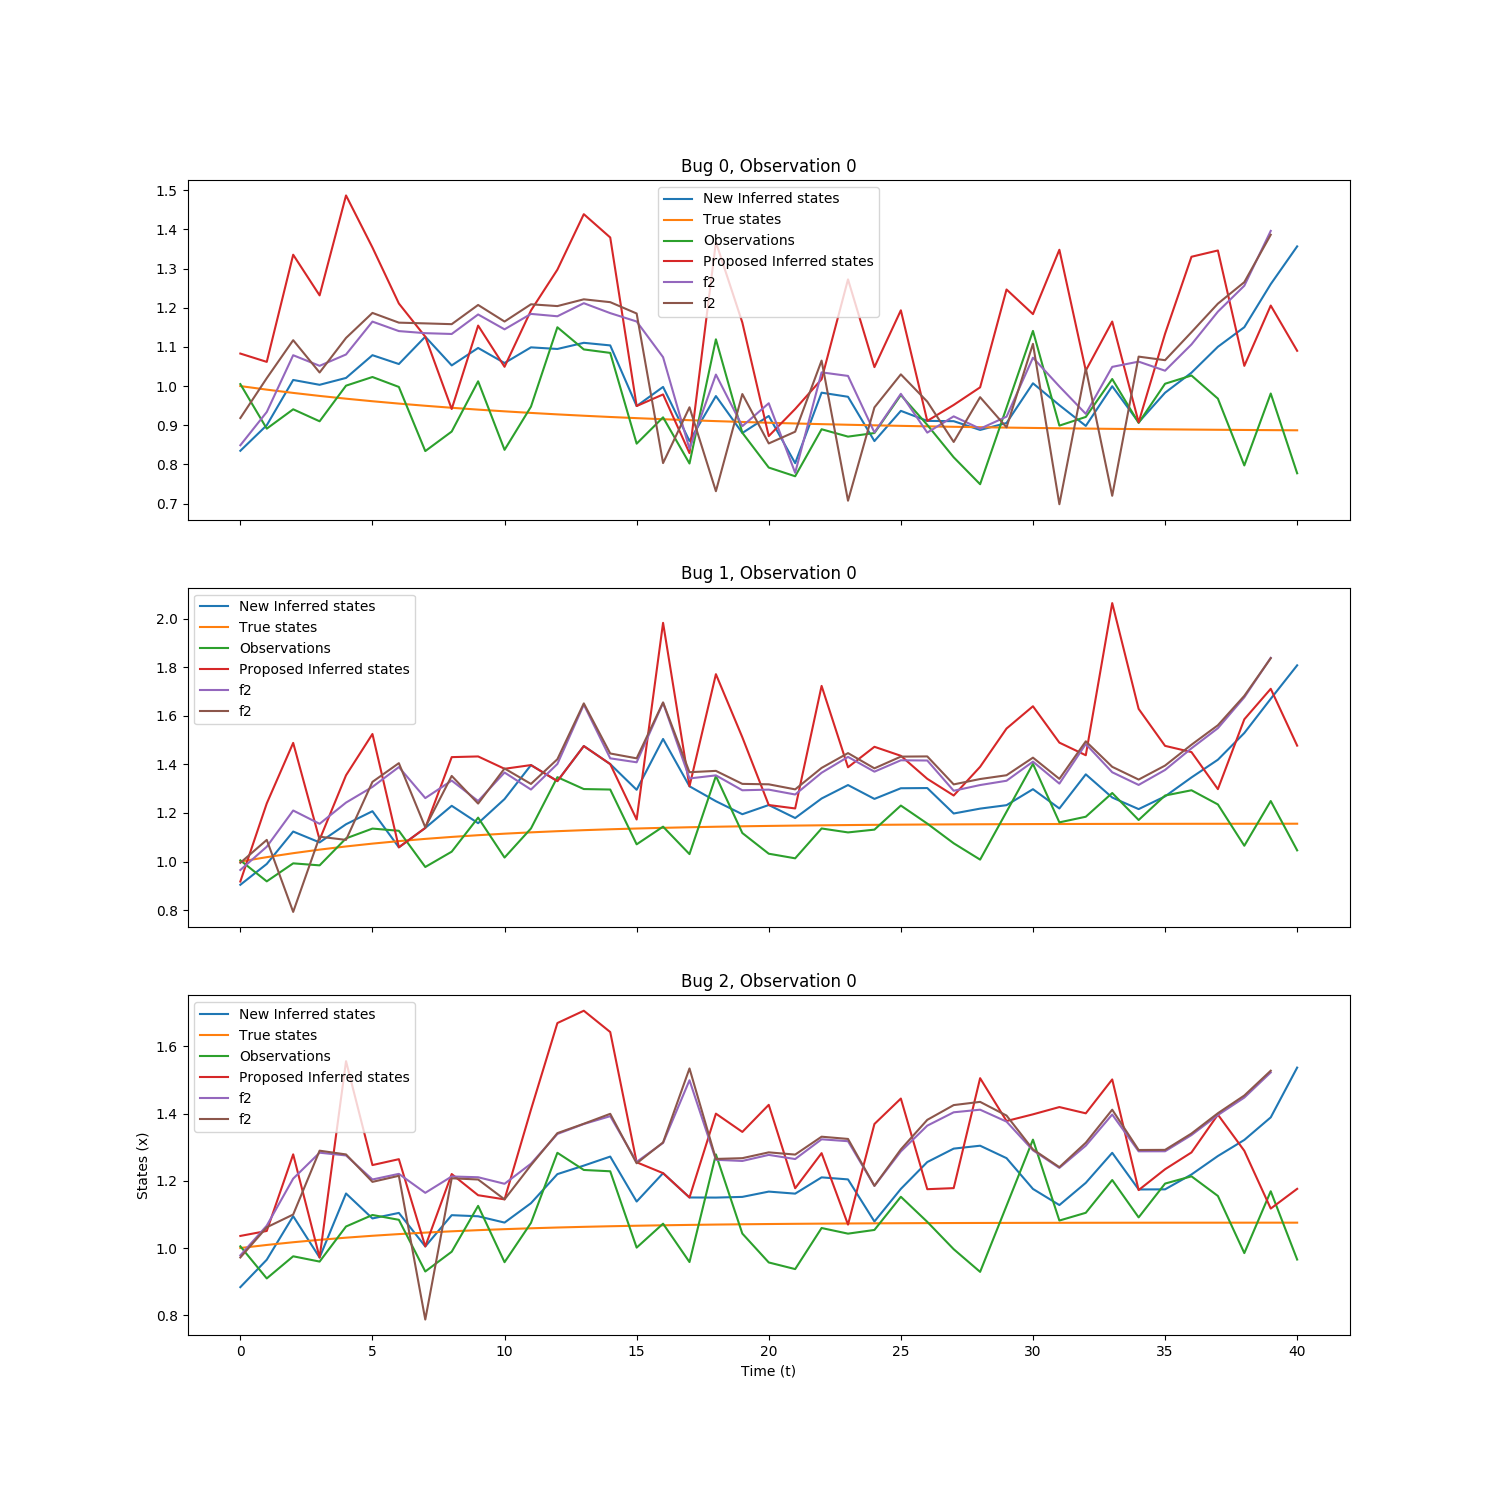 Bug 0, Observation 0
1.5
1.4
1.3
1.2
1.1
1.0
0.9
0.8
0.7
New Inferred states
True states
Observations
Proposed Inferred states
f2
f2
Bug 1, Observation 0
2.0
1.8
1.6
1.4
1.2
1.0
0.8
New Inferred states
True states
Observations
Proposed Inferred states
f2
f2
Bug 2, Observation 0
States (x)
1.6
1.4
1.2
1.0
0.8
New Inferred states
True states
Observations
Proposed Inferred states
f2
f2
0 5 10 15 20 25 30 35 40
Time (t)